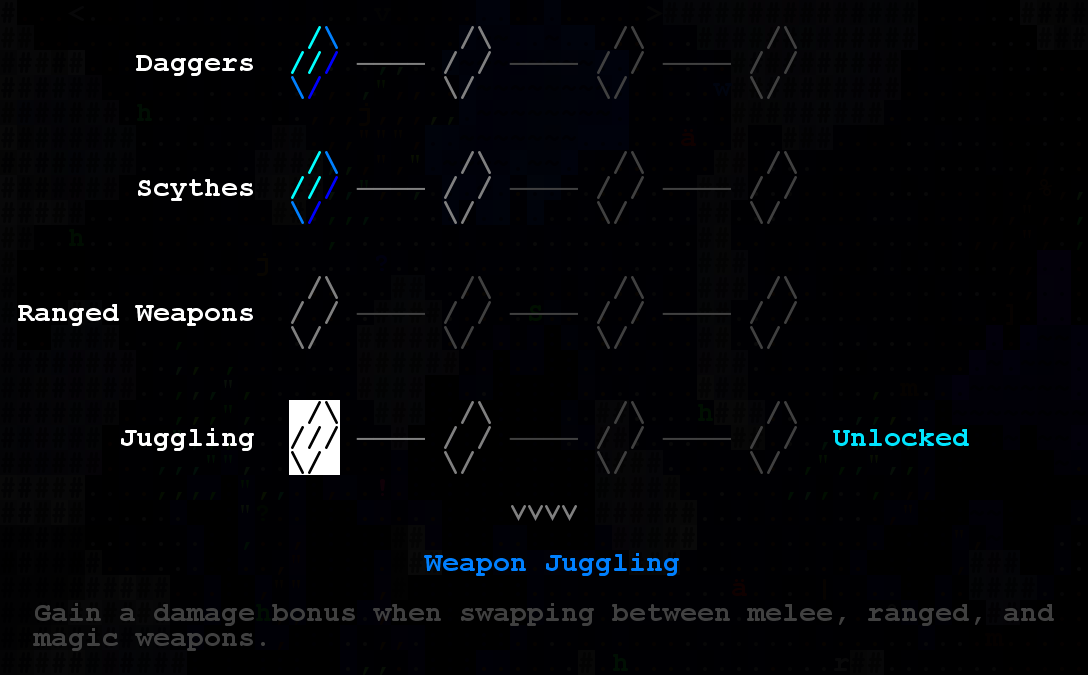 Daggers
Scythes
Ranged Weapons
Juggling
Unlocked
vvvv
Weapon Juggling
Gain a damage bonus when swapping between melee, ranged, and
magic weapons.